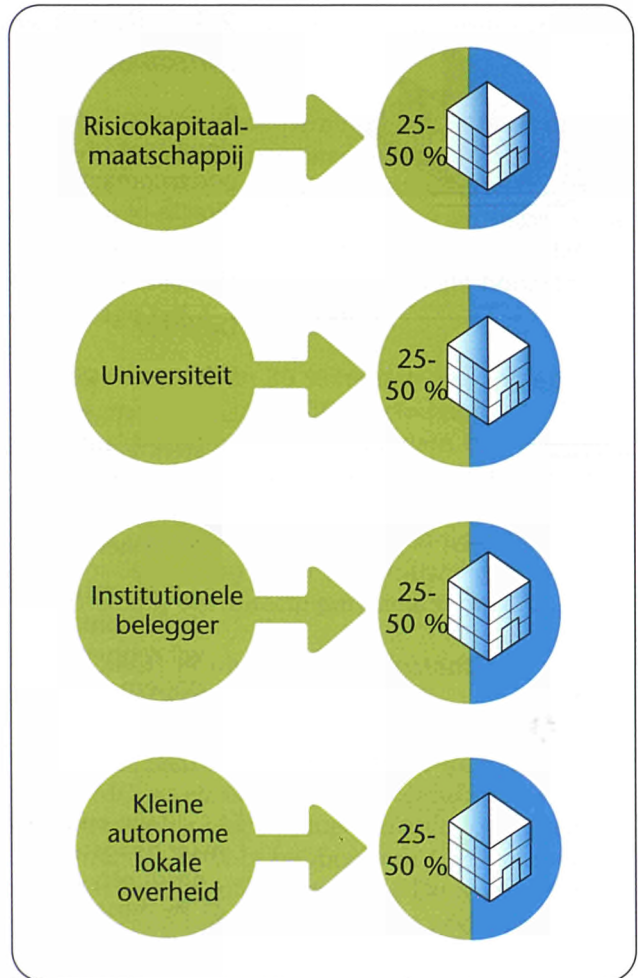 Risicokapitaal-
maatschappij
25-
50 %
Universiteit
25-
50 %
Institutionele
belegger
25-
50 %
Kleine
autonome
lokale
overheid
25-
50 %